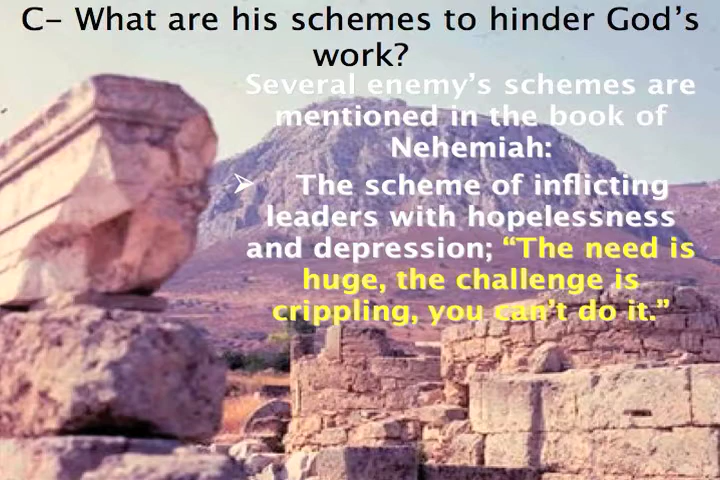 C- What are his schemes to hinder God’s
work?
Several enemy’s schemes are
mentioned in the book of
Nehemiah:
➢ The scheme of inflicting
leaders with hopelessness
and depression; “The need is
huge, the challenge is
crippling, you can’t do it.”